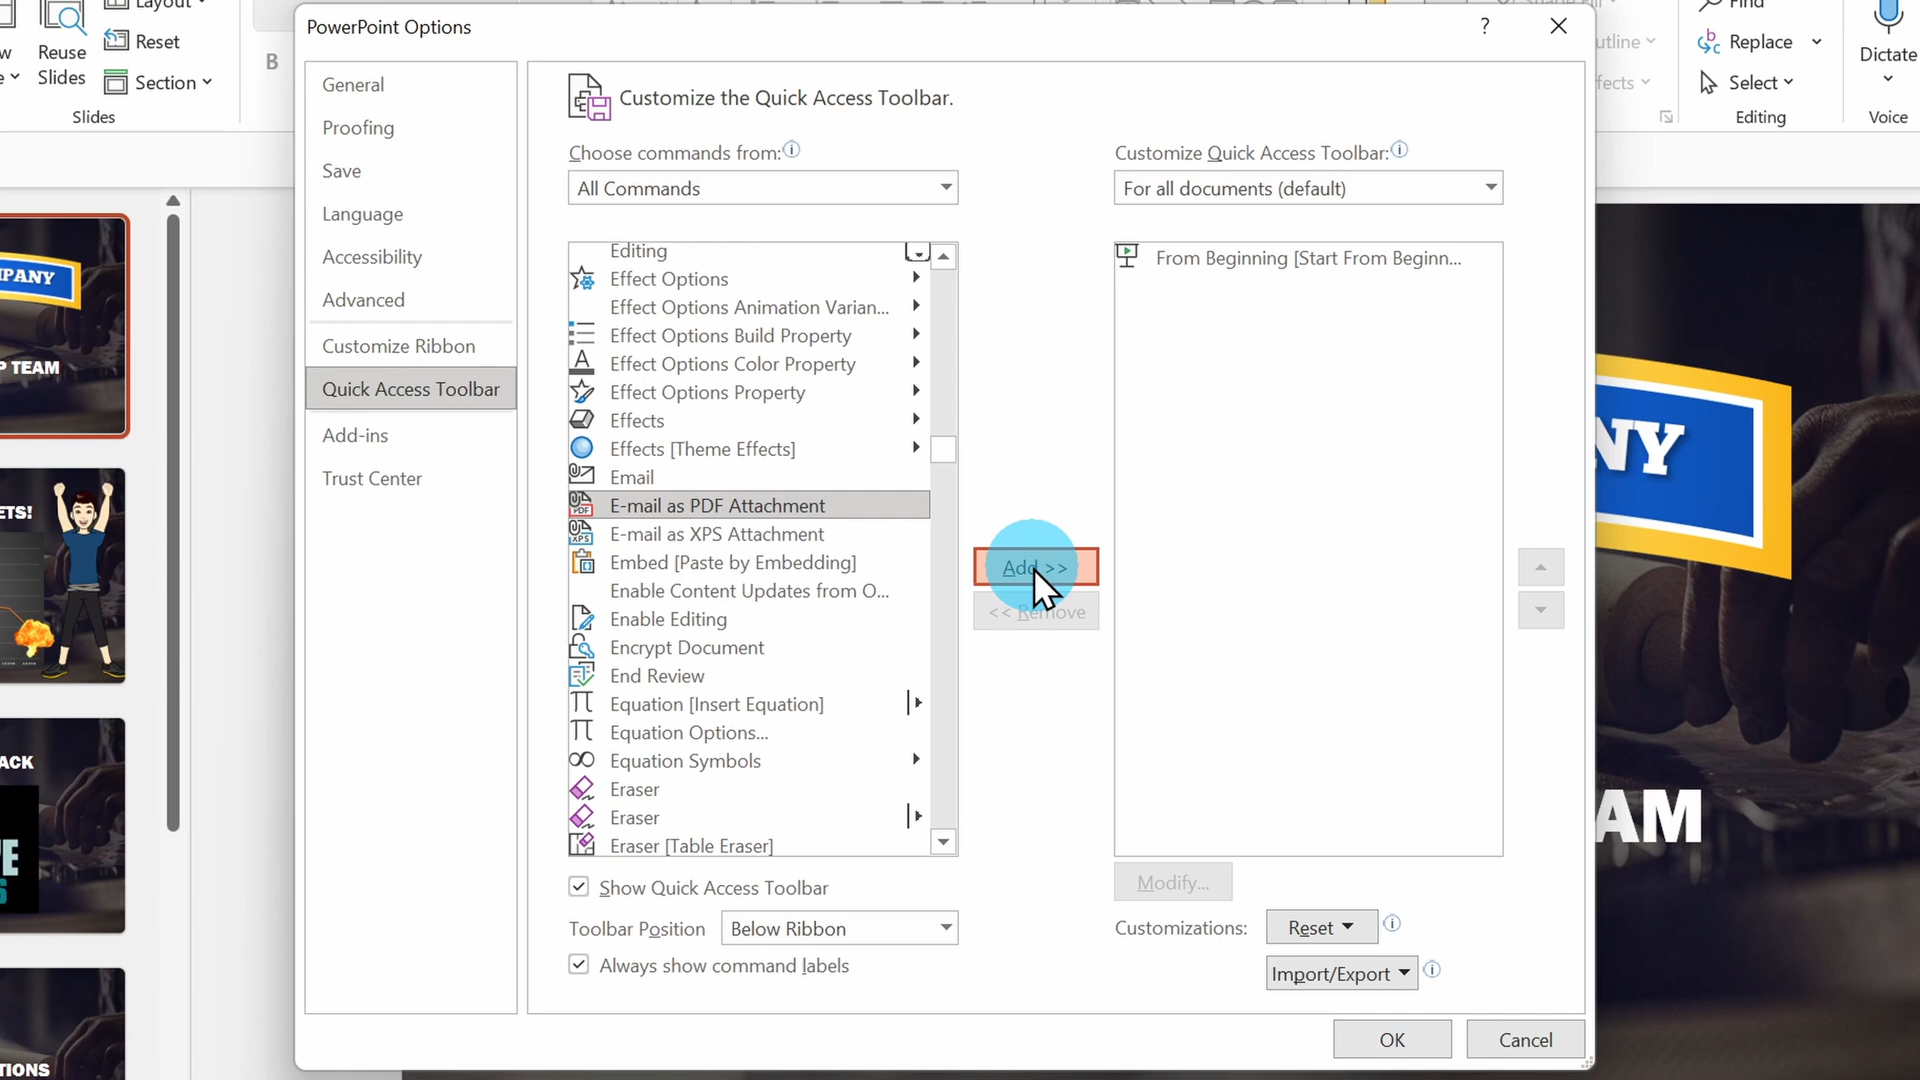 Layout
Reuse
Slides
Reset
Section
Slides
B
PowerPoint Options
?
Find
Replace
Select
Editing
Dictate
Voice
General
Proofing
Save
Language
Accessibility
Advanced
Customize Ribbon
Quick Access Toolbar
Add-ins
Trust Center
Customize the Quick Access Toolbar.
Choose commands from:
All Commands
Editing
Effect Options
Effect Options Animation Varian...
Effect Options Build Property
Effect Options Color Property
Effect Options Property
Effects
Effects [Theme Effects]
Email
E-mail as PDF Attachment
E-mail as XPS Attachment
Embed [Paste by Embedding]
Enable Content Updates from O...
Enable Editing
Encrypt Document
End Review
Equation [Insert Equation]
Equation Options...
Equation Symbols
Eraser
Eraser
Eraser [Table Eraser]
Show Quick Access Toolbar
Toolbar Position Below Ribbon
Always show command labels
Add >>
<< Remove
Customize Quick Access Toolbar:
For all documents (default)
From Beginning [Start From Beginn...
Modify...
Customizations: Reset
Import/Export
OK
Cancel
MPANY
P TEAM
ETS!
ACK
TIONS
NY
AM